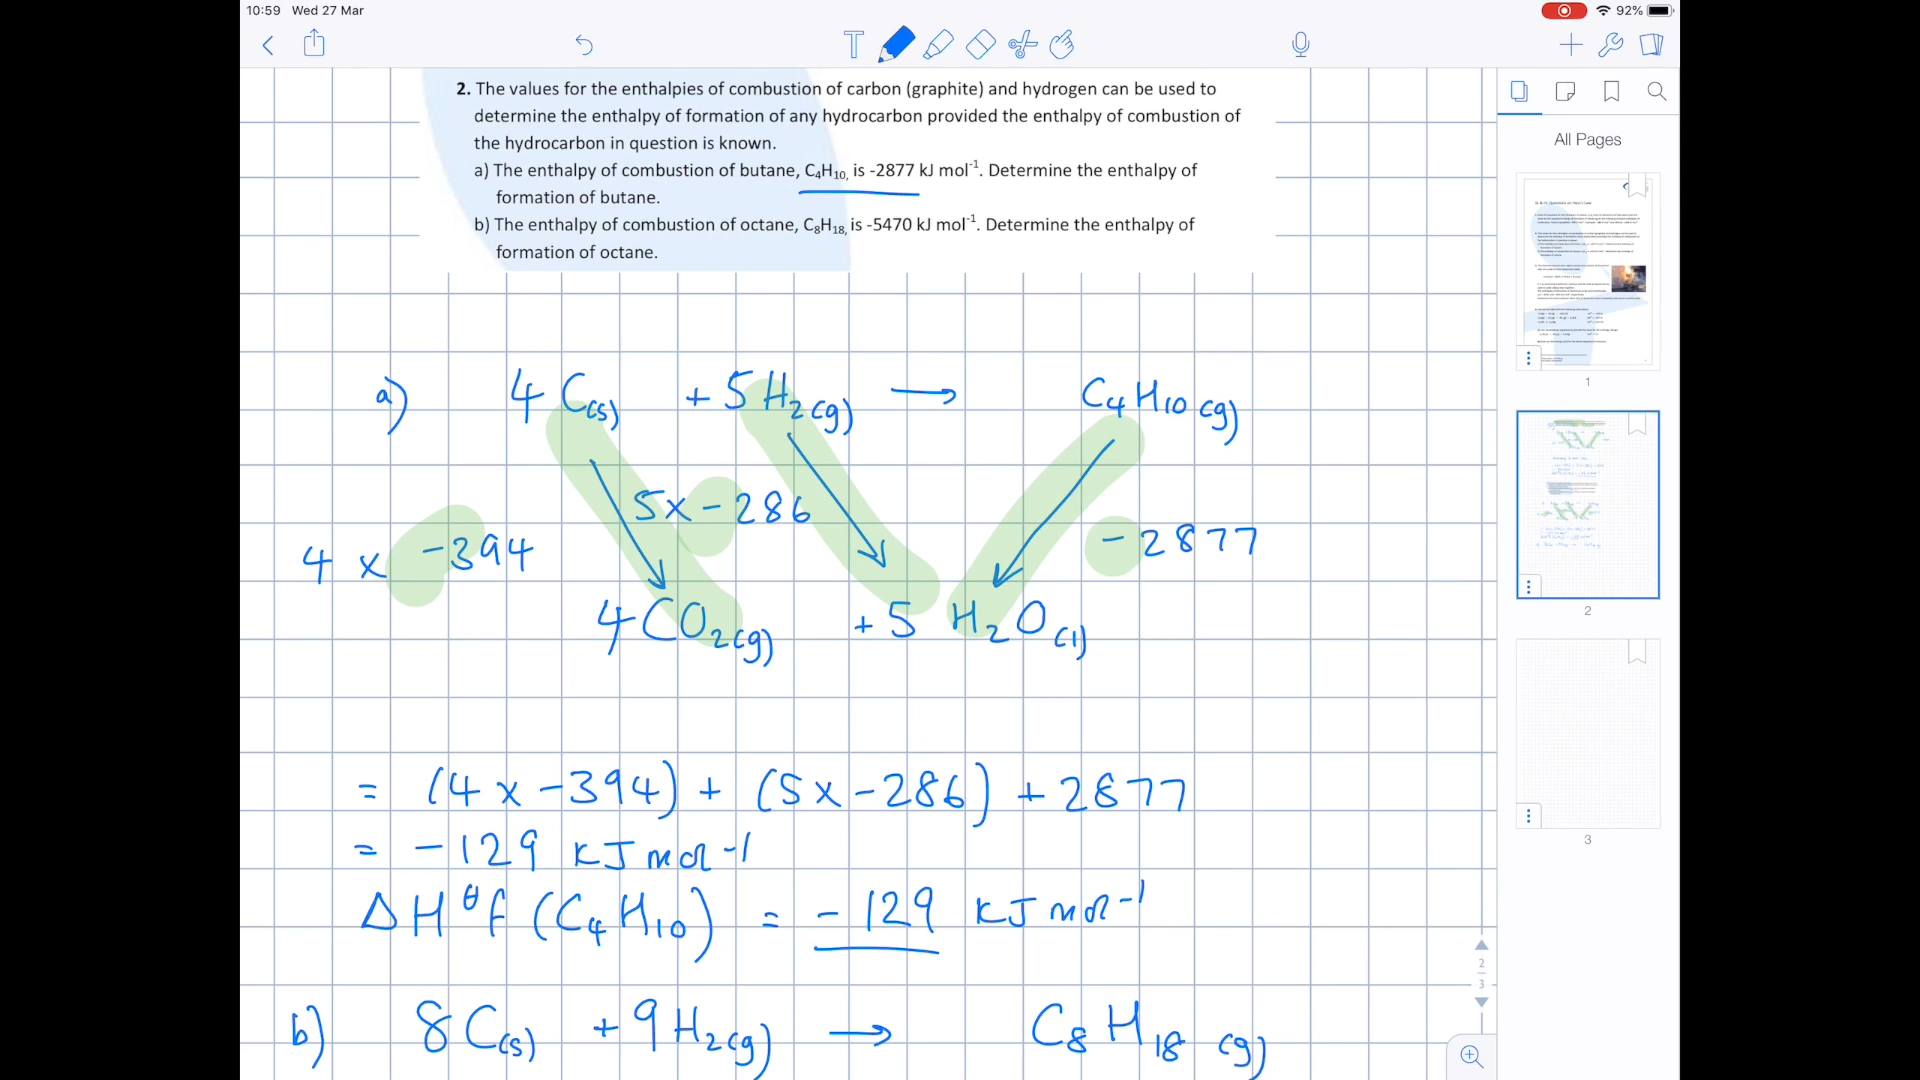 10:59 Wed 27 Mar
92%
2. The values for the enthalpies of combustion of carbon (graphite) and hydrogen can be used to
determine the enthalpy of formation of any hydrocarbon provided the enthalpy of combustion of
the hydrocarbon in question is known.
a) The enthalpy of combustion of butane, C₄H₁₀, is -2877 kJ mol⁻¹. Determine the enthalpy of
formation of butane.
b) The enthalpy of combustion of octane, C₈H₁₈, is -5470 kJ mol⁻¹. Determine the enthalpy of
formation of octane.
a) 4 C(s) + 5 H₂(g) → C₄H₁₀(g)
5 x - 286
4 x -394
- 2877
4 CO₂(g) + 5 H₂O(l)
= (4 x -394) + (5 x -286) + 2877
= -129 kJ mol-1
ΔH°f (C₄H₁₀) = -129 kJ mol-1
b) 8 C(s) + 9 H₂(g) → C₈H₁₈ (g)
All Pages
1
2
3
2
3